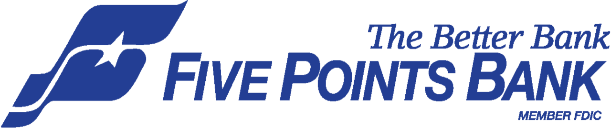 The Better Bank
FIVE POINTS BANK
MEMBER FDIC